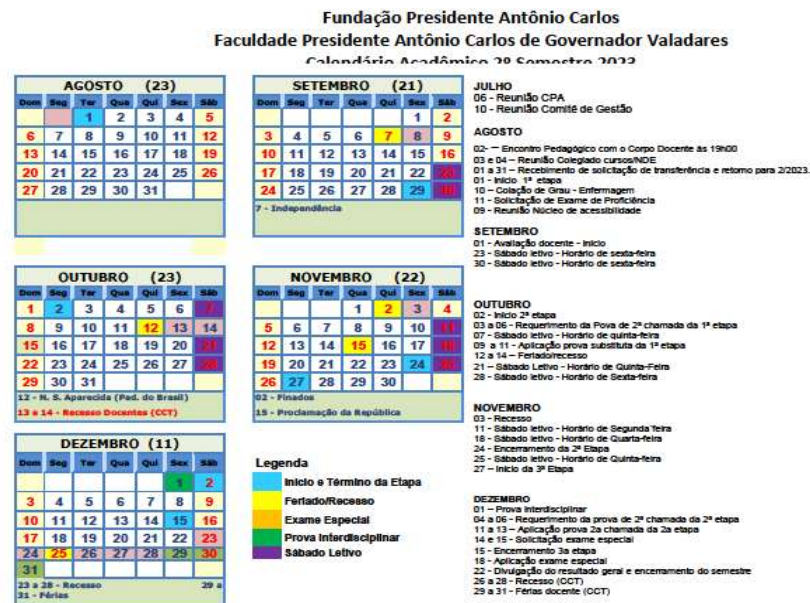 Fundação Presidente Antônio Carlos
Faculdade Presidente Antônio Carlos de Governador Valadares
Calendário Acadêmico 2º Semestre 2023
AGOSTO (23)
Dom Seg Ter Qua Qui Sex Sáb
1 2 3 4 5
6 7 8 9 10 11 12
13 14 15 16 17 18 19
20 21 22 23 24 25 26
27 28 29 30 31
SETEMBRO (21)
Dom Seg Ter Qua Qui Sex Sáb
1 2
3 4 5 6 7 8 9
10 11 12 13 14 15 16
17 18 19 20 21 22 23
24 25 26 27 28 29 30
7 - Independência
OUTUBRO (23)
Dom Seg Ter Qua Qui Sex Sáb
1 2 3 4 5 6 7
8 9 10 11 12 13 14
15 16 17 18 19 20 21
22 23 24 25 26 27 28
29 30 31
12 - N. S. Aparecida (Pad. do Brasil)
13 e 14 - Recesso Docentes (CCT)
NOVEMBRO (22)
Dom Seg Ter Qua Qui Sex Sáb
1 2 3 4
5 6 7 8 9 10 11
12 13 14 15 16 17 18
19 20 21 22 23 24 25
26 27 28 29 30
02 - Finados
15 - Proclamação da República
DEZEMBRO (11)
Dom Seg Ter Qua Qui Sex Sáb
1 2
3 4 5 6 7 8 9
10 11 12 13 14 15 16
17 18 19 20 21 22 23
24 25 26 27 28 29 30
31
23 a 28 - Recesso 29 a
31 - Férias
Legenda
Início e Término da Etapa
Feriado/Recesso
Exame Especial
Prova Interdisciplinar
Sábado Letivo
JULHO
06 - Reunião CPA
10 - Reunião Comitê de Gestão
AGOSTO
02- — Encontro Pedagógico com o Corpo Docente às 19h00
03 e 04 – Reunião Colegiado cursos/NDE
01 a 31 – Recebimento de solicitação de transferência e retorno para 2/2023.
01 - Início 1ª etapa
10 – Colação de Grau - Enfermagem
11 - Solicitação de Exame de Proficiência
09 - Reunião Núcleo de acessibilidade
SETEMBRO
01 - Avaliação docente - início
23 - Sábado letivo - Horário de sexta-feira
30 - Sábado letivo - Horário de sexta-feira
OUTUBRO
02 - Início 2ª etapa
03 a 06 - Requerimento da Pova de 2ª chamada da 1ª etapa
07 - Sábado letivo - Horário de quinta-feira
09 a 11 - Aplicação prova substituta da 1ª etapa
12 a 14 – Feriado/recesso
21 – Sábado Letivo - Horário de Quinta-Feira
28 - Sábado letivo - Horário de Sexta-feira
NOVEMBRO
03 - Recesso
11 - Sábado letivo - Horário de Segunda feira
18 - Sábado letivo - Horário de Quarta-feira
24 - Encerramento da 2ª Etapa
25 - Sábado letivo - Horário de Quinta-feira
27 – Início da 3ª Etapa
DEZEMBRO
01 – Prova Interdisciplinar
04 a 06 - Requerimento da prova de 2ª chamada da 2ª etapa
11 a 13 – Aplicação prova 2a chamada da 2a etapa
14 e 15 - Solicitação exame especial
15 - Encerramento 3a etapa
18 - Aplicação exame especial
22 - Divulgação do resultado geral e encerramento do semestre
26 a 28 - Recesso (CCT)
29 a 31 - Férias docente (CCT)